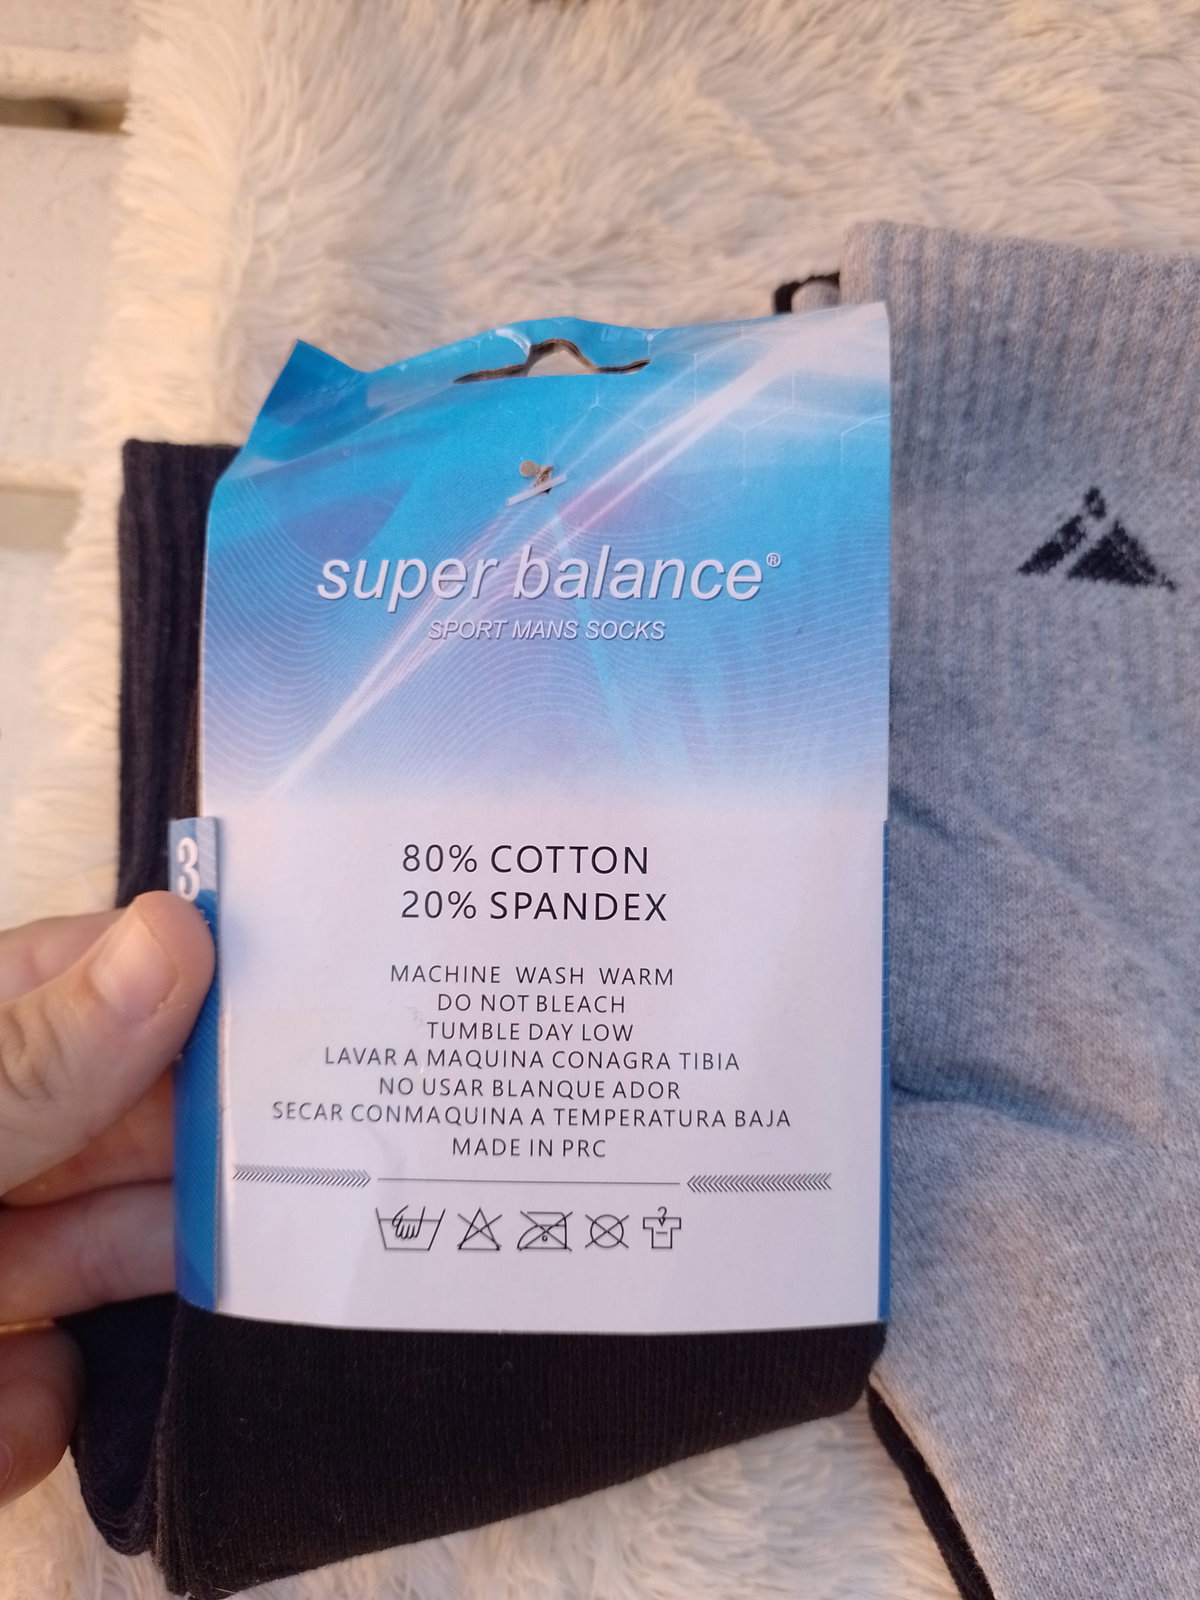 super balance®
SPORT MANS SOCKS
3
80% COTTON
20% SPANDEX
MACHINE WASH WARM
DO NOT BLEACH
TUMBLE DAY LOW
LAVAR A MAQUINA CONAGRA TIBIA
NO USAR BLANQUE ADOR
SECAR CONMAQUINA A TEMPERATURA BAJA
MADE IN PRC